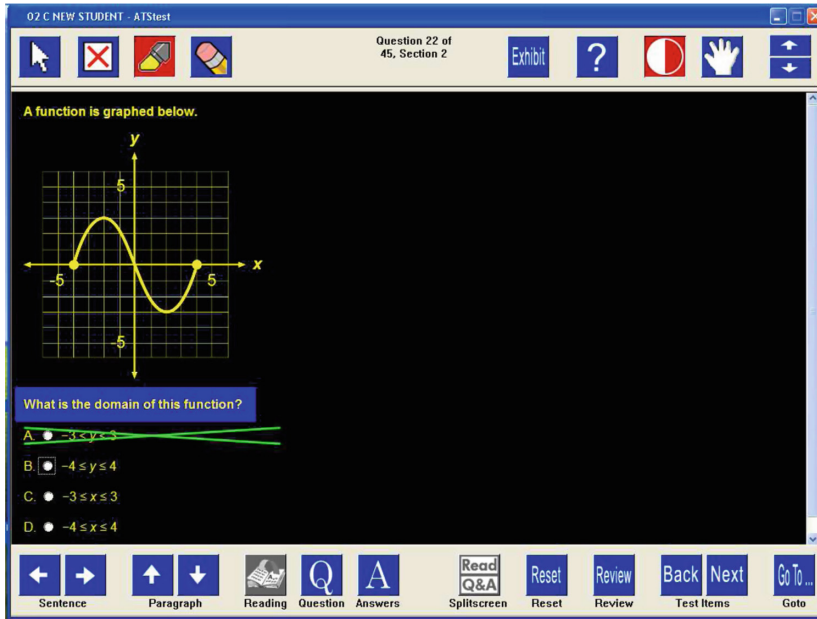 02 C NEW STUDENT - ATStest
Question 22 of
45, Section 2
Exhibit
?
A function is graphed below.
y
5
x
-5
5
-5
What is the domain of this function?
A. −3 ≤ y ≤ 3
B. −4 ≤ y ≤ 4
C. −3 ≤ x ≤ 3
D. −4 ≤ x ≤ 4
Sentence
Paragraph
Reading
Q
Question
A
Answers
Read
Q&A
Splitscreen
Reset
Reset
Review
Review
Back Next
Test Items
Go To ...
Goto